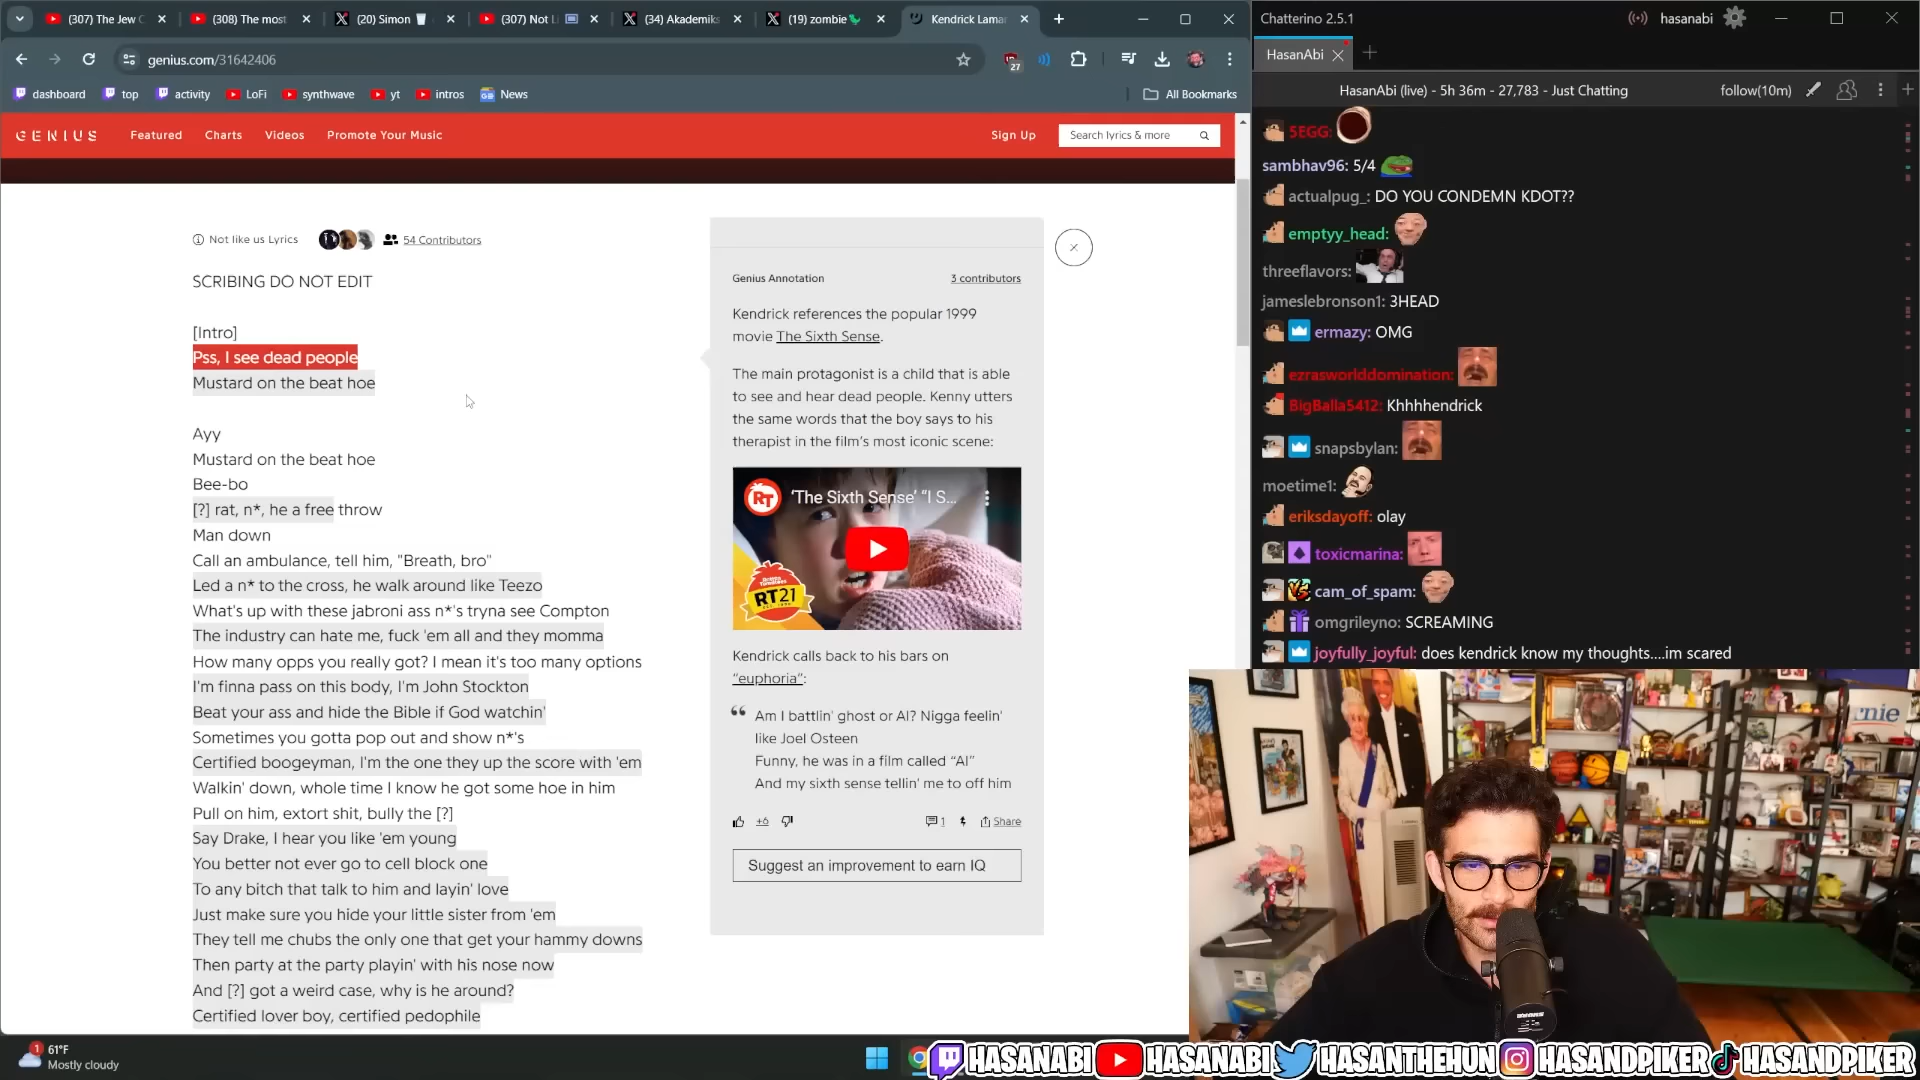 (307) The Jew C
(308) The most
(20) Simon
(307) Not Li
(34) Akademiks
(19) zombie
Kendrick Lamar
genius.com/31642406
27
dashboard
top
activity
LoFi
synthwave
yt
intros
News
All Bookmarks
GENIUS
Featured
Charts
Videos
Promote Your Music
Sign Up
Search lyrics & more
Not like us Lyrics
54 Contributors
SCRIBING DO NOT EDIT
[Intro]
Pss, I see dead people
Mustard on the beat hoe
Ayy
Mustard on the beat hoe
Bee-bo
[?] rat, n*, he a free throw
Man down
Call an ambulance, tell him, "Breath, bro"
Led a n* to the cross, he walk around like Teezo
What's up with these jabroni ass n*'s tryna see Compton
The industry can hate me, fuck 'em all and they momma
How many opps you really got? I mean it's too many options
I'm finna pass on this body, I'm John Stockton
Beat your ass and hide the Bible if God watchin'
Sometimes you gotta pop out and show n*'s
Certified boogeyman, I'm the one they up the score with 'em
Walkin' down, whole time I know he got some hoe in him
Pull on him, extort shit, bully the [?]
Say Drake, I hear you like 'em young
You better not ever go to cell block one
To any bitch that talk to him and layin' love
Just make sure you hide your little sister from 'em
They tell me chubs the only one that get your hammy downs
Then party at the party playin' with his nose now
And [?] got a weird case, why is he around?
Certified lover boy, certified pedophile
Genius Annotation
3 contributors
Kendrick references the popular 1999
movie The Sixth Sense.
The main protagonist is a child that is able
to see and hear dead people. Kenny utters
the same words that the boy says to his
therapist in the film's most iconic scene:
RT
'The Sixth Sense' "I S...
RT21
Kendrick calls back to his bars on
"euphoria":
Am I battlin' ghost or AI? Nigga feelin'
like Joel Osteen
Funny, he was in a film called "AI"
And my sixth sense tellin' me to off him
+6
1
Share
Suggest an improvement to earn IQ
Chatterino 2.5.1
hasanabi
HasanAbi
HasanAbi (live) - 5h 36m - 27,783 - Just Chatting
follow(10m)
5EGG:
sambhav96: 5/4
actualpug_: DO YOU CONDEMN KDOT??
emptyy_head:
threeflavors:
jameslebronson1: 3HEAD
ermazy: OMG
ezrasworlddomination:
BigBalla5412: Khhhhendrick
snapsbylan:
moetime1:
eriksdayoff: olay
toxicmarina:
cam_of_spam:
omgrileyno: SCREAMING
joyfully_joyful: does kendrick know my thoughts....im scared
1
61°F
Mostly cloudy
HASANABI
HASANABI
HASANTHEHUN
HASANDPIKER
HASANDPIKER